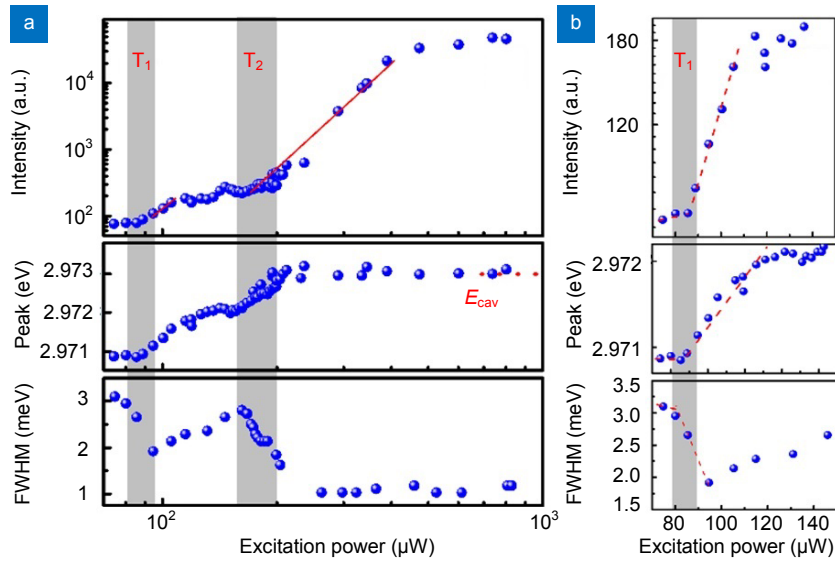 a
T1
T2
Intensity (a.u.)
10^4
10^3
10^2
Peak (eV)
2.973
2.972
2.971
Ecav
FWHM (meV)
3
2
1
10^2
10^3
Excitation power (µW)
b
T1
Intensity (a.u.)
180
120
Peak (eV)
2.972
2.971
FWHM (meV)
3.5
3.0
2.5
2.0
1.5
80 100 120 140
Excitation power (µW)